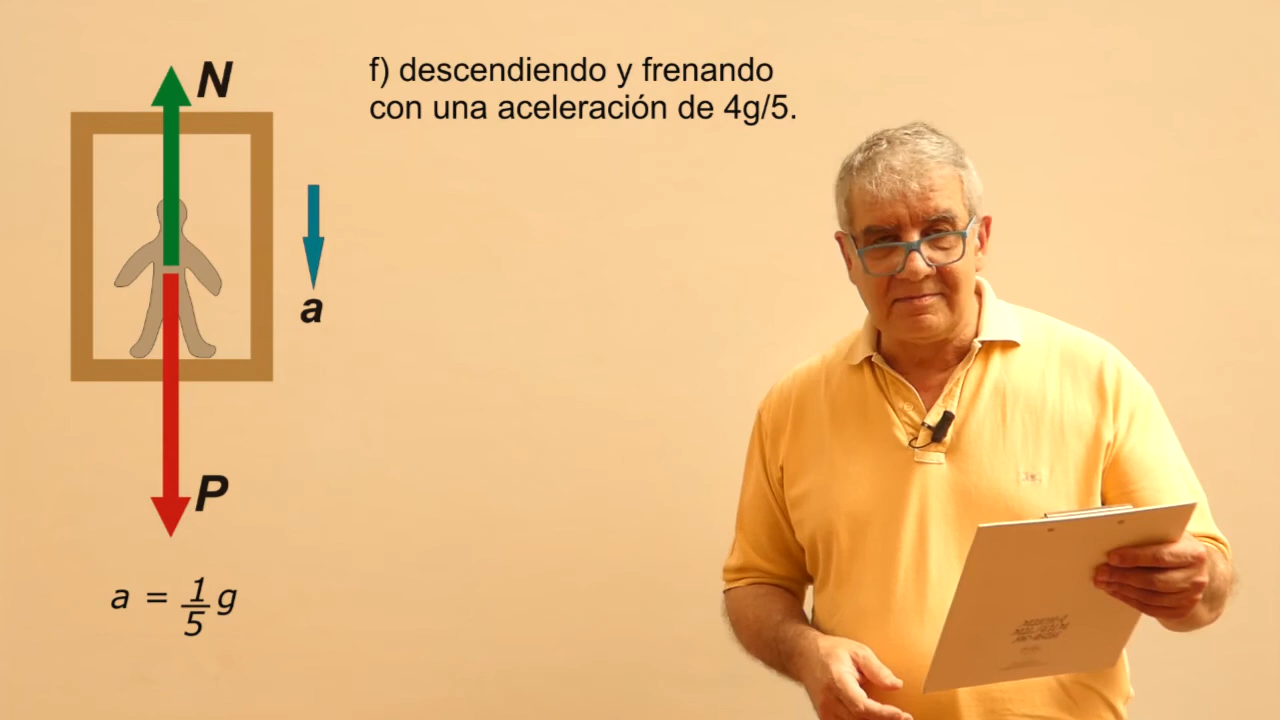 N
f) descendiendo y frenando
con una aceleración de 4g/5.
a
P
a = 1/5 g